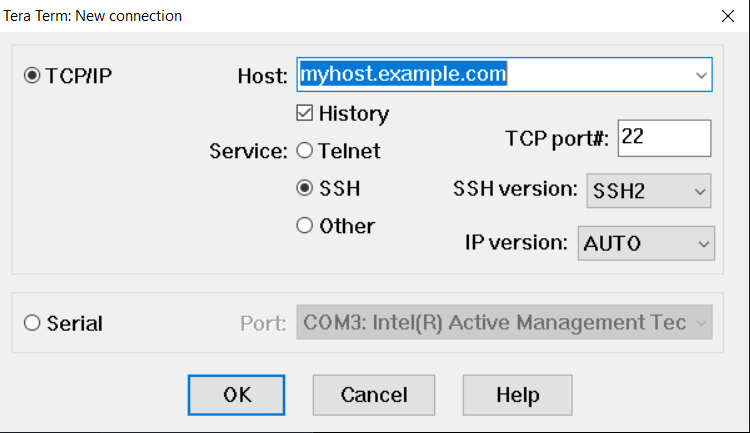 Tera Term: New connection
TCP/IP
Host: myhost.example.com
History
Service: Telnet
TCP port#: 22
SSH
SSH version: SSH2
Other
IP version: AUTO
Serial
Port: COM3: Intel(R) Active Management Tec
OK Cancel Help